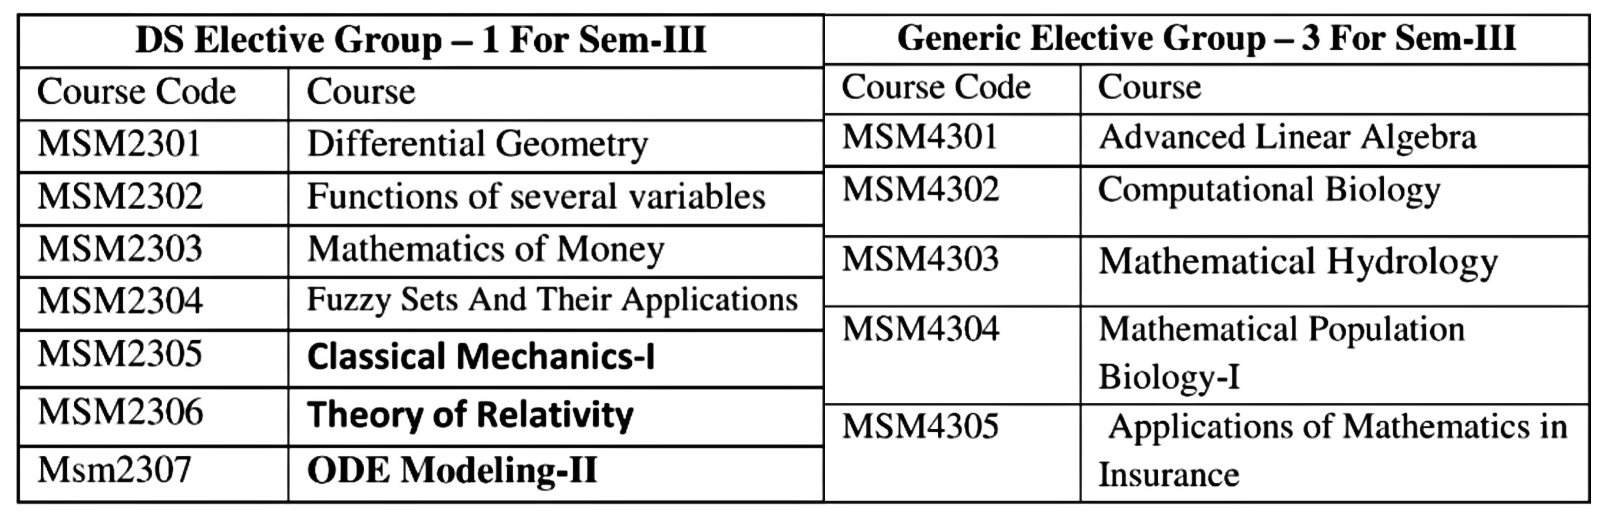 DS Elective Group – 1 For Sem-III
Course Code Course
MSM2301 Differential Geometry
MSM2302 Functions of several variables
MSM2303 Mathematics of Money
MSM2304 Fuzzy Sets And Their Applications
MSM2305 Classical Mechanics-I
MSM2306 Theory of Relativity
Msm2307 ODE Modeling-II
Generic Elective Group – 3 For Sem-III
Course Code Course
MSM4301 Advanced Linear Algebra
MSM4302 Computational Biology
MSM4303 Mathematical Hydrology
MSM4304 Mathematical Population
Biology-I
MSM4305 Applications of Mathematics in
Insurance